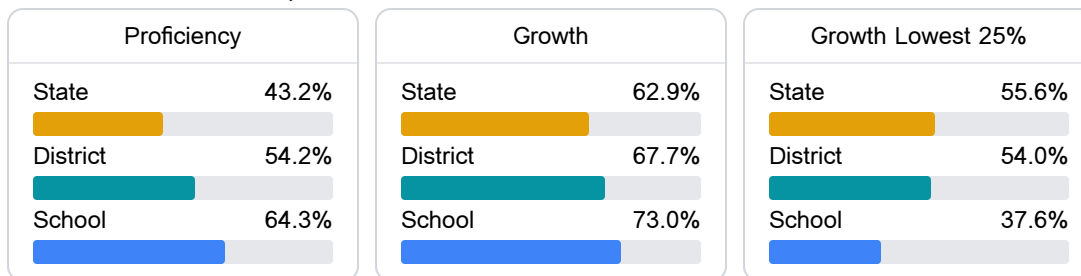 Proficiency
State 43.2%
District 54.2%
School 64.3%
Growth
State 62.9%
District 67.7%
School 73.0%
Growth Lowest 25%
State 55.6%
District 54.0%
School 37.6%